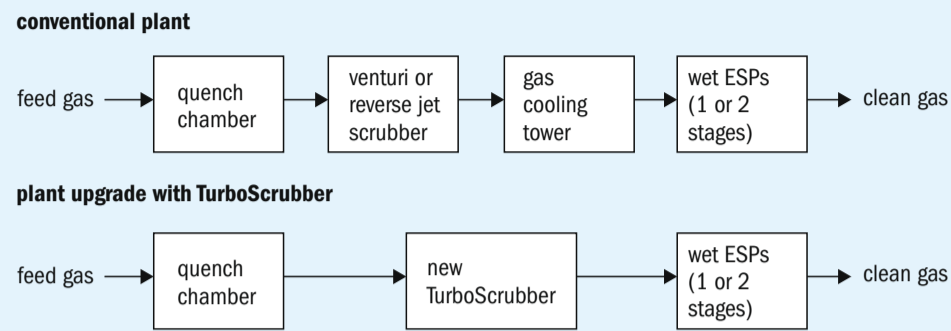 conventional plant
feed gas
quench
chamber
venturi or
reverse jet
scrubber
gas
cooling
tower
wet ESPs
(1 or 2
stages)
clean gas
plant upgrade with TurboScrubber
feed gas
quench
chamber
new
TurboScrubber
wet ESPs
(1 or 2
stages)
clean gas